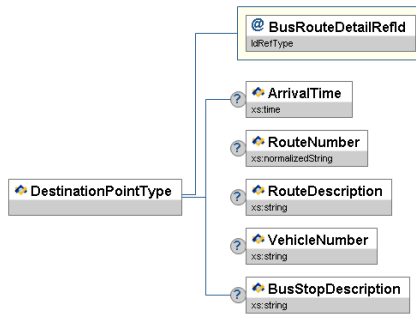 @ BusRouteDetailRefId
IdRefType
? ArrivalTime
xs:time
? RouteNumber
xs:normalizedString
DestinationPointType
? RouteDescription
xs:string
? VehicleNumber
xs:string
? BusStopDescription
xs:string